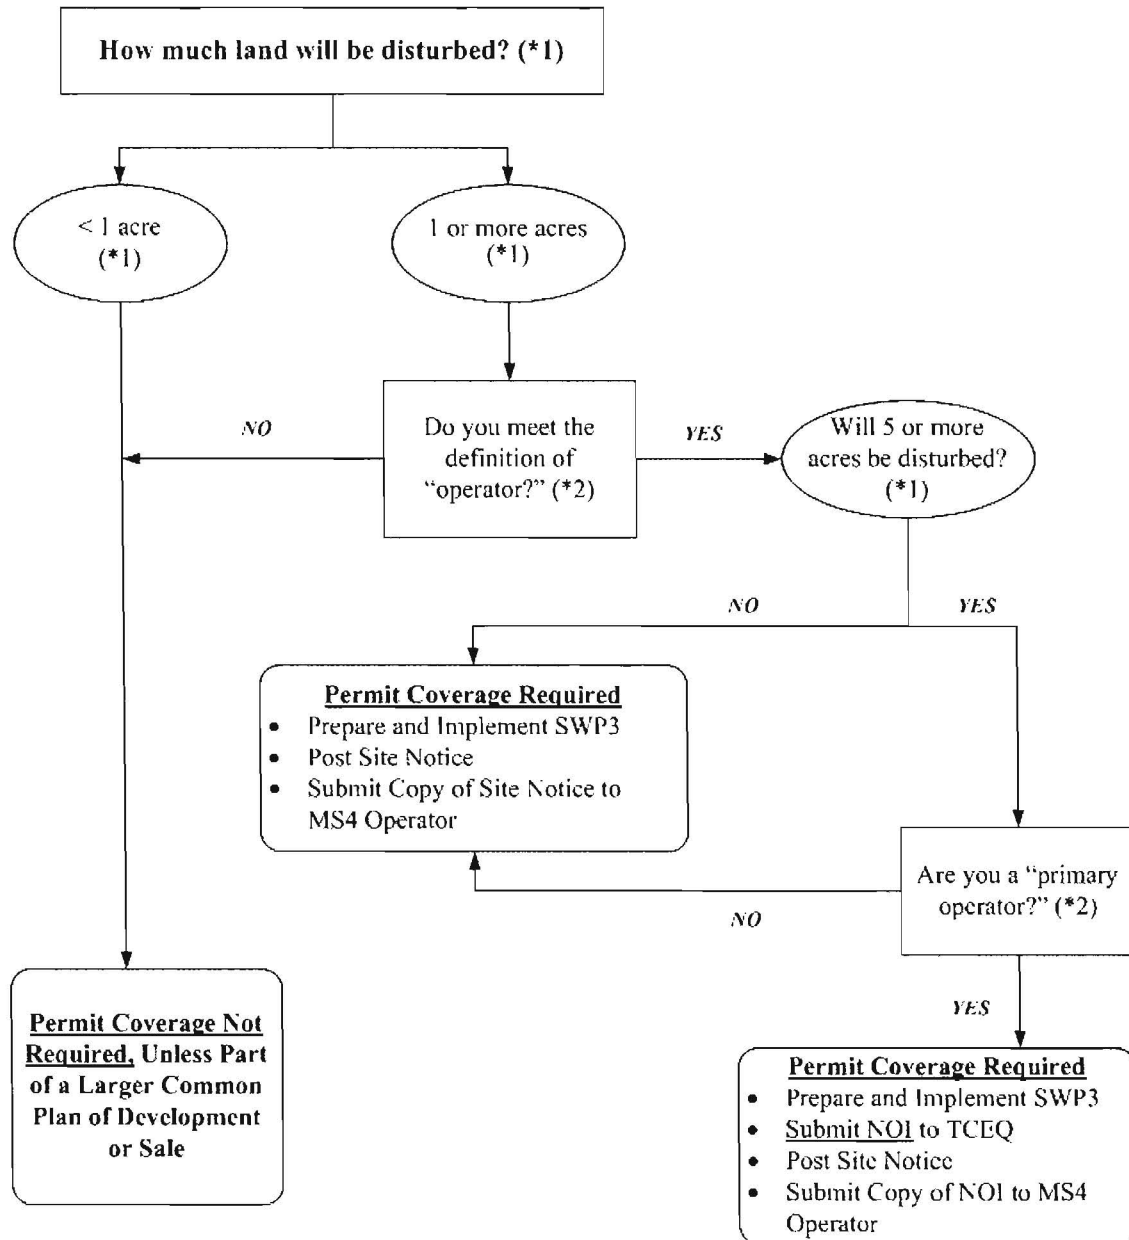 How much land will be disturbed? (*1)
< 1 acre
(*1)
1 or more acres
(*1)
NO
Do you meet the
definition of
“operator?” (*2)
YES
Will 5 or more
acres be disturbed?
(*1)
NO
YES
Permit Coverage Required
• Prepare and Implement SWP3
• Post Site Notice
• Submit Copy of Site Notice to
MS4 Operator
Are you a “primary
operator?” (*2)
NO
YES
Permit Coverage Not
Required, Unless Part
of a Larger Common
Plan of Development
or Sale
Permit Coverage Required
• Prepare and Implement SWP3
• Submit NOI to TCEQ
• Post Site Notice
• Submit Copy of NOI to MS4
Operator